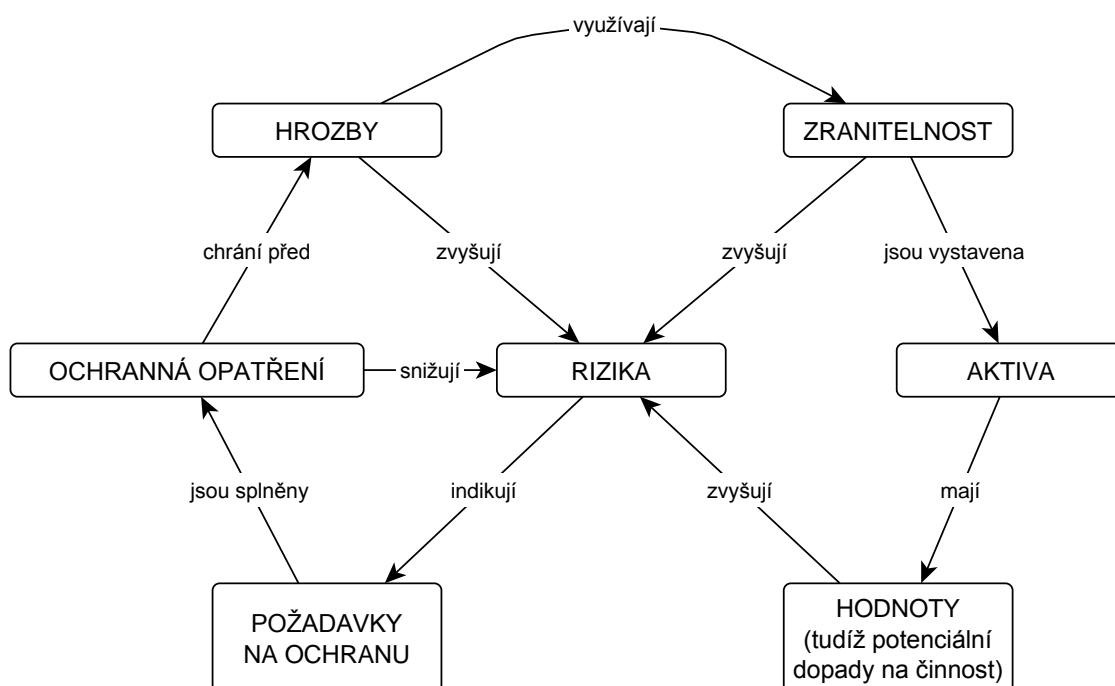 využívají
HROZBY
ZRANITELNOST
chrání před
zvyšují
zvyšují
jsou vystavena
OCHRANNÁ OPATŘENÍ
snižují
RIZIKA
AKTIVA
jsou splněny
indikují
zvyšují
mají
POŽADAVKY
NA OCHRANU
HODNOTY
(tudíž potenciální
dopady na činnost)